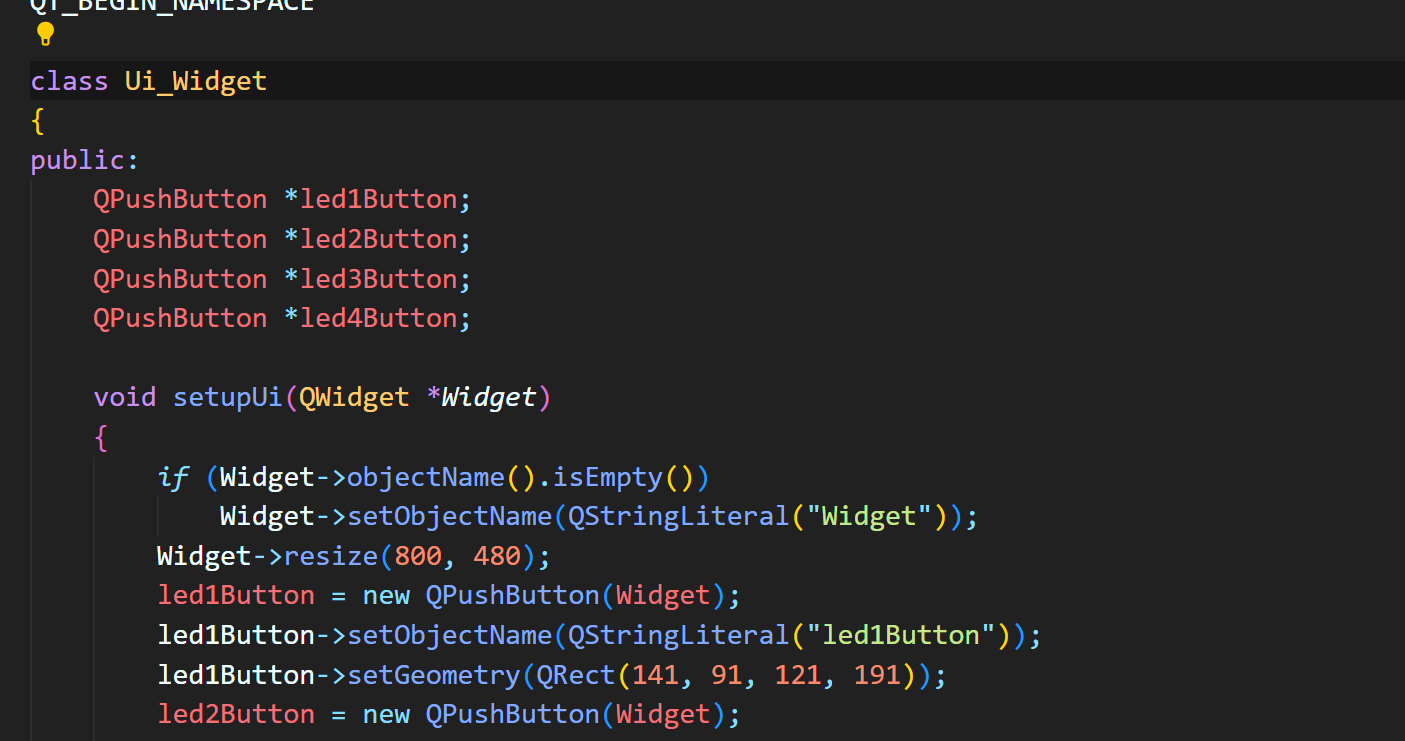 QT_BEGIN_NAMESPACE
class Ui_Widget
{
public:
    QPushButton *led1Button;
    QPushButton *led2Button;
    QPushButton *led3Button;
    QPushButton *led4Button;
    void setupUi(QWidget *Widget)
    {
        if (Widget->objectName().isEmpty())
            Widget->setObjectName(QStringLiteral("Widget"));
        Widget->resize(800, 480);
        led1Button = new QPushButton(Widget);
        led1Button->setObjectName(QStringLiteral("led1Button"));
        led1Button->setGeometry(QRect(141, 91, 121, 191));
        led2Button = new QPushButton(Widget);